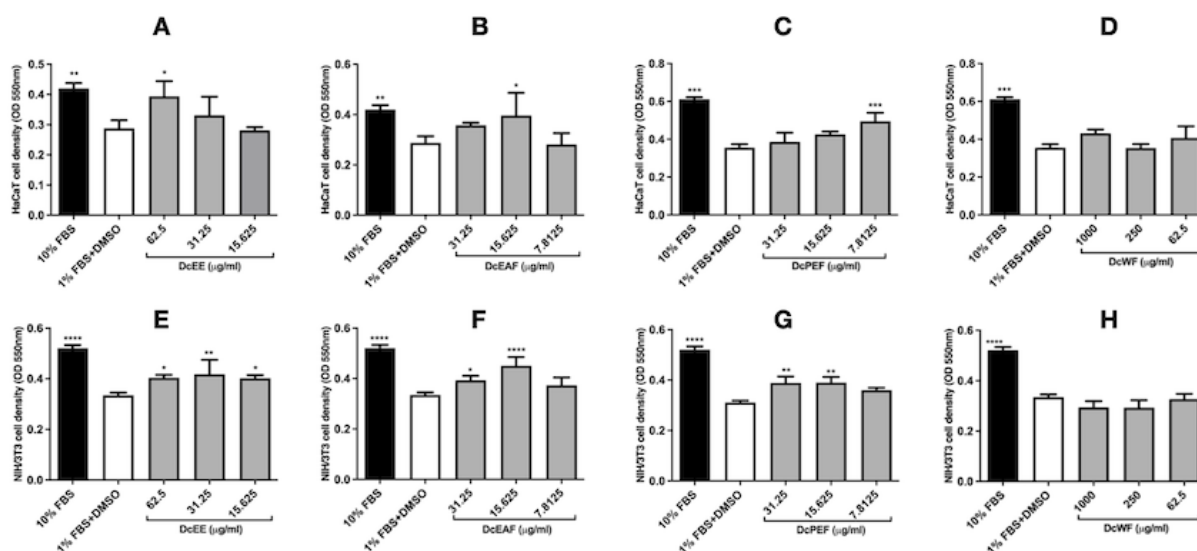 A
HaCaT cell density (OD 550nm)
0.5
0.4
0.3
0.2
0.1
0.0
**
*
10% FBS
1% FBS+DMSO
62.5
31.25
15.625
DcEE (μg/ml)
B
HaCaT cell density (OD 550nm)
0.6
0.4
0.2
0.0
**
*
10% FBS
1% FBS+DMSO
31.25
15.625
7.8125
DcEAF (μg/ml)
C
HaCaT cell density (OD 550nm)
0.8
0.6
0.4
0.2
0.0
***
***
10% FBS
1% FBS+DMSO
31.25
15.625
7.8125
DcPEF (μg/ml)
D
HaCaT cell density (OD 550nm)
0.8
0.6
0.4
0.2
0.0
***
10% FBS
1% FBS+DMSO
1000
250
62.5
DcWF (μg/ml)
E
NIH/3T3 cell density (OD 550nm)
0.6
0.4
0.2
0.0
****
*
**
*
10% FBS
1% FBS+DMSO
62.5
31.25
15.625
DcEE (μg/ml)
F
NIH/3T3 cell density (OD 550nm)
0.6
0.4
0.2
0.0
****
*
****
10% FBS
1% FBS+DMSO
31.25
15.625
7.8125
DcEAF (μg/ml)
G
NIH/3T3 cell density (OD 550nm)
0.6
0.4
0.2
0.0
****
**
**
10% FBS
1% FBS+DMSO
31.25
15.625
7.8125
DcPEF (μg/ml)
H
NIH/3T3 cell density (OD 550nm)
0.6
0.4
0.2
0.0
****
10% FBS
1% FBS+DMSO
1000
250
62.5
DcWF (μg/ml)